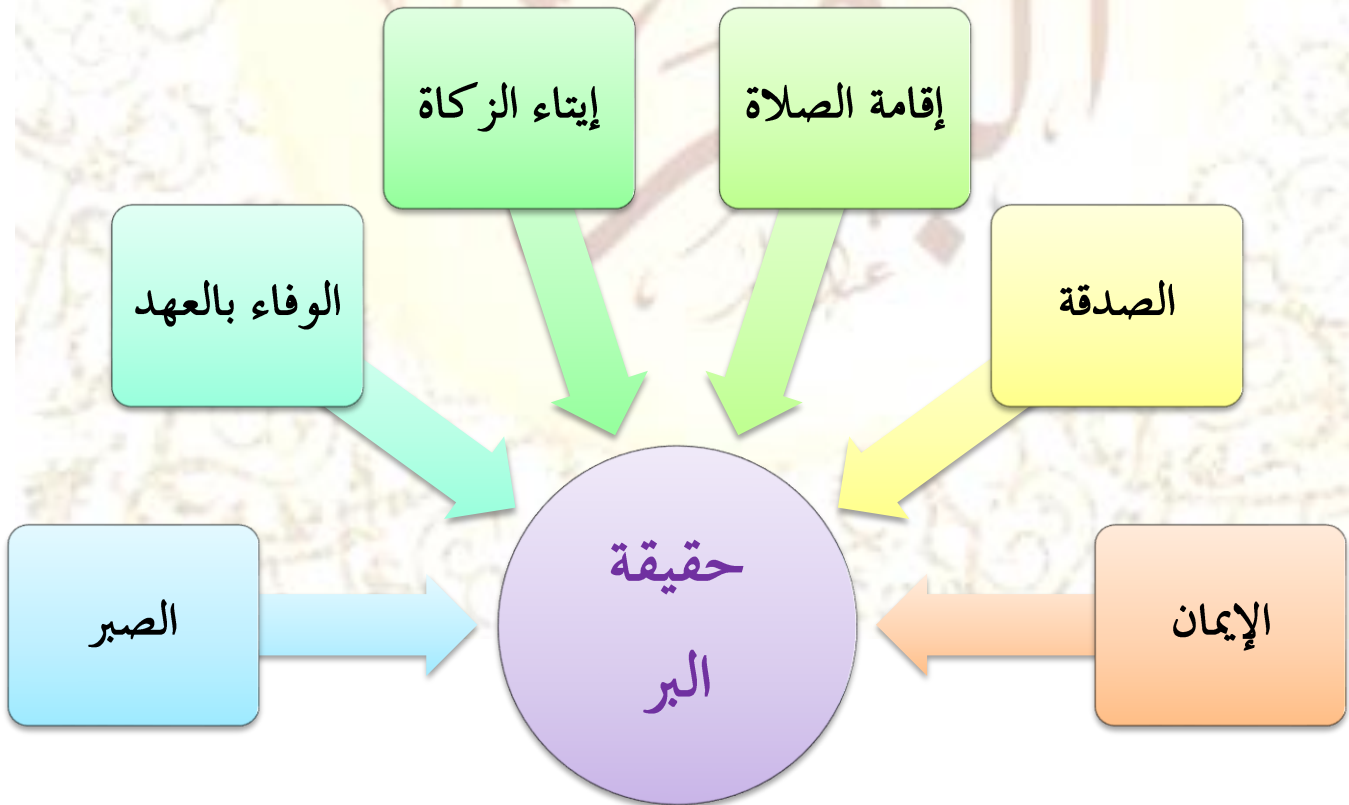 إيتاء الزكاة
إقامة الصلاة
الوفاء بالعهد
الصدقة
حقيقة
البر
الصبر
الإيمان